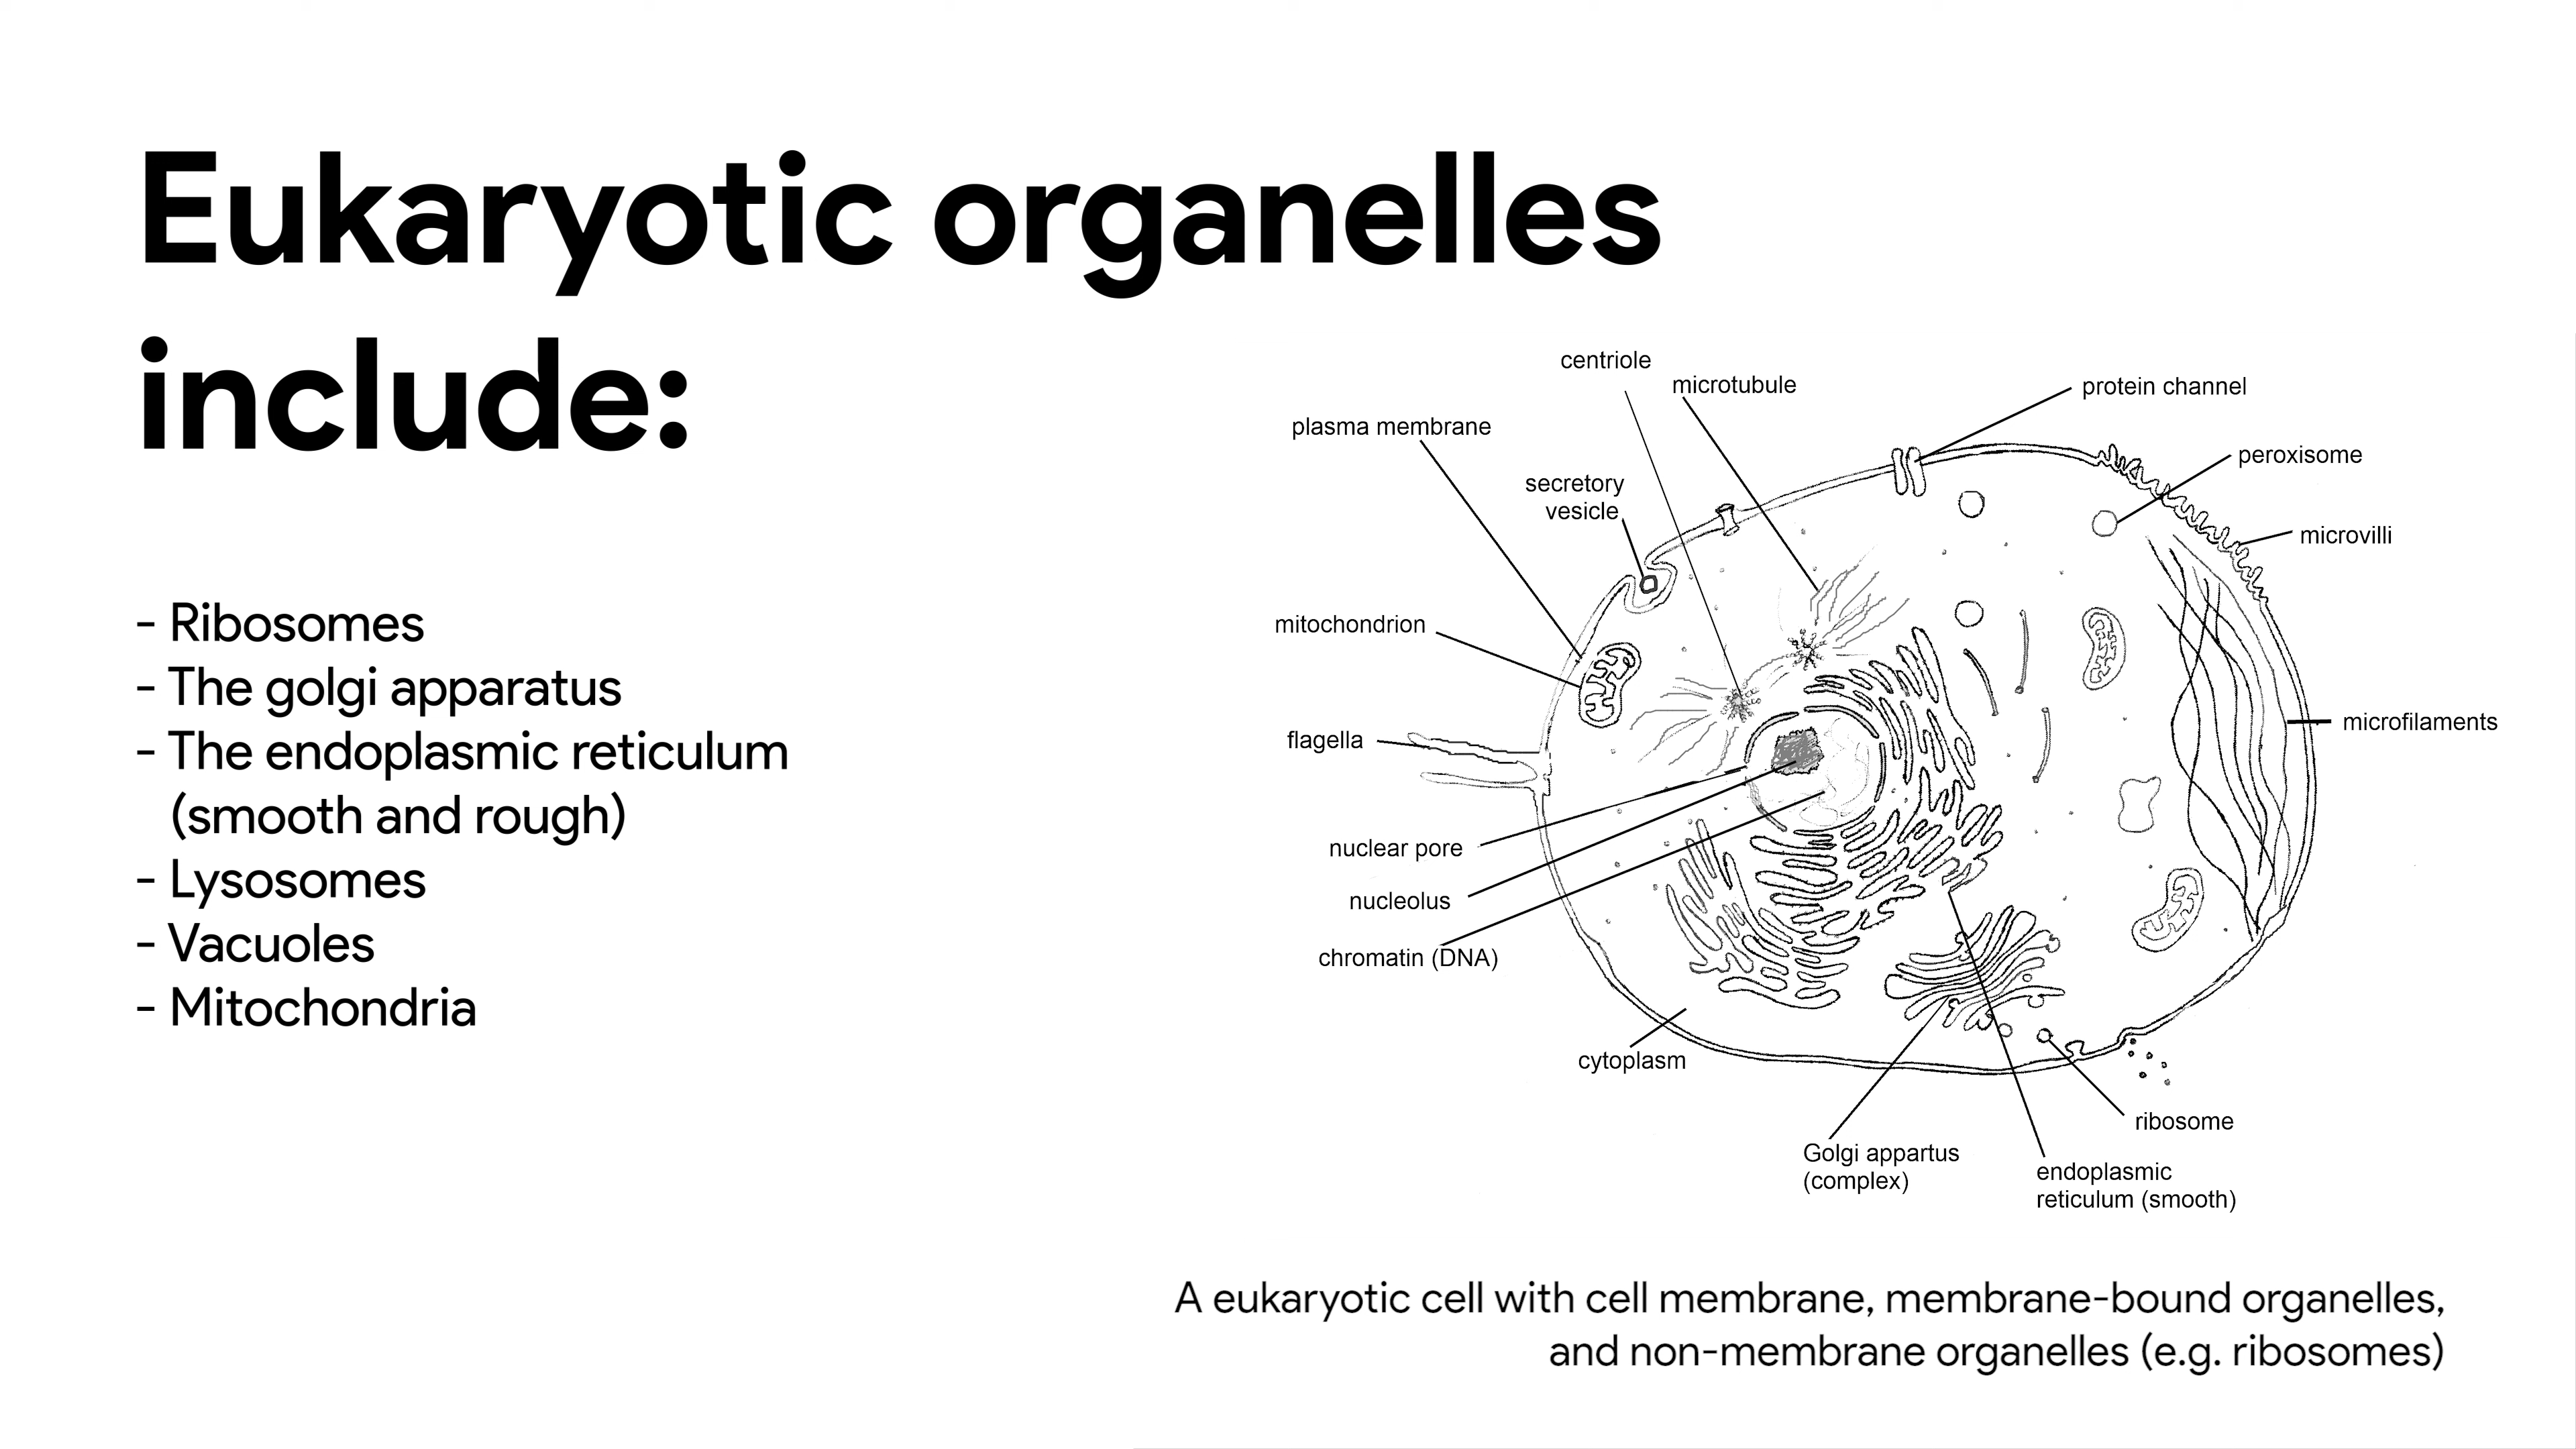 Eukaryotic organelles
include:
- Ribosomes
- The golgi apparatus
- The endoplasmic reticulum
(smooth and rough)
- Lysosomes
- Vacuoles
- Mitochondria
centriole
microtubule
protein channel
plasma membrane
peroxisome
secretory
vesicle
microvilli
mitochondrion
microfilaments
flagella
nuclear pore
nucleolus
chromatin (DNA)
cytoplasm
ribosome
Golgi appartus
(complex)
endoplasmic
reticulum (smooth)
A eukaryotic cell with cell membrane, membrane-bound organelles,
and non-membrane organelles (e.g. ribosomes)